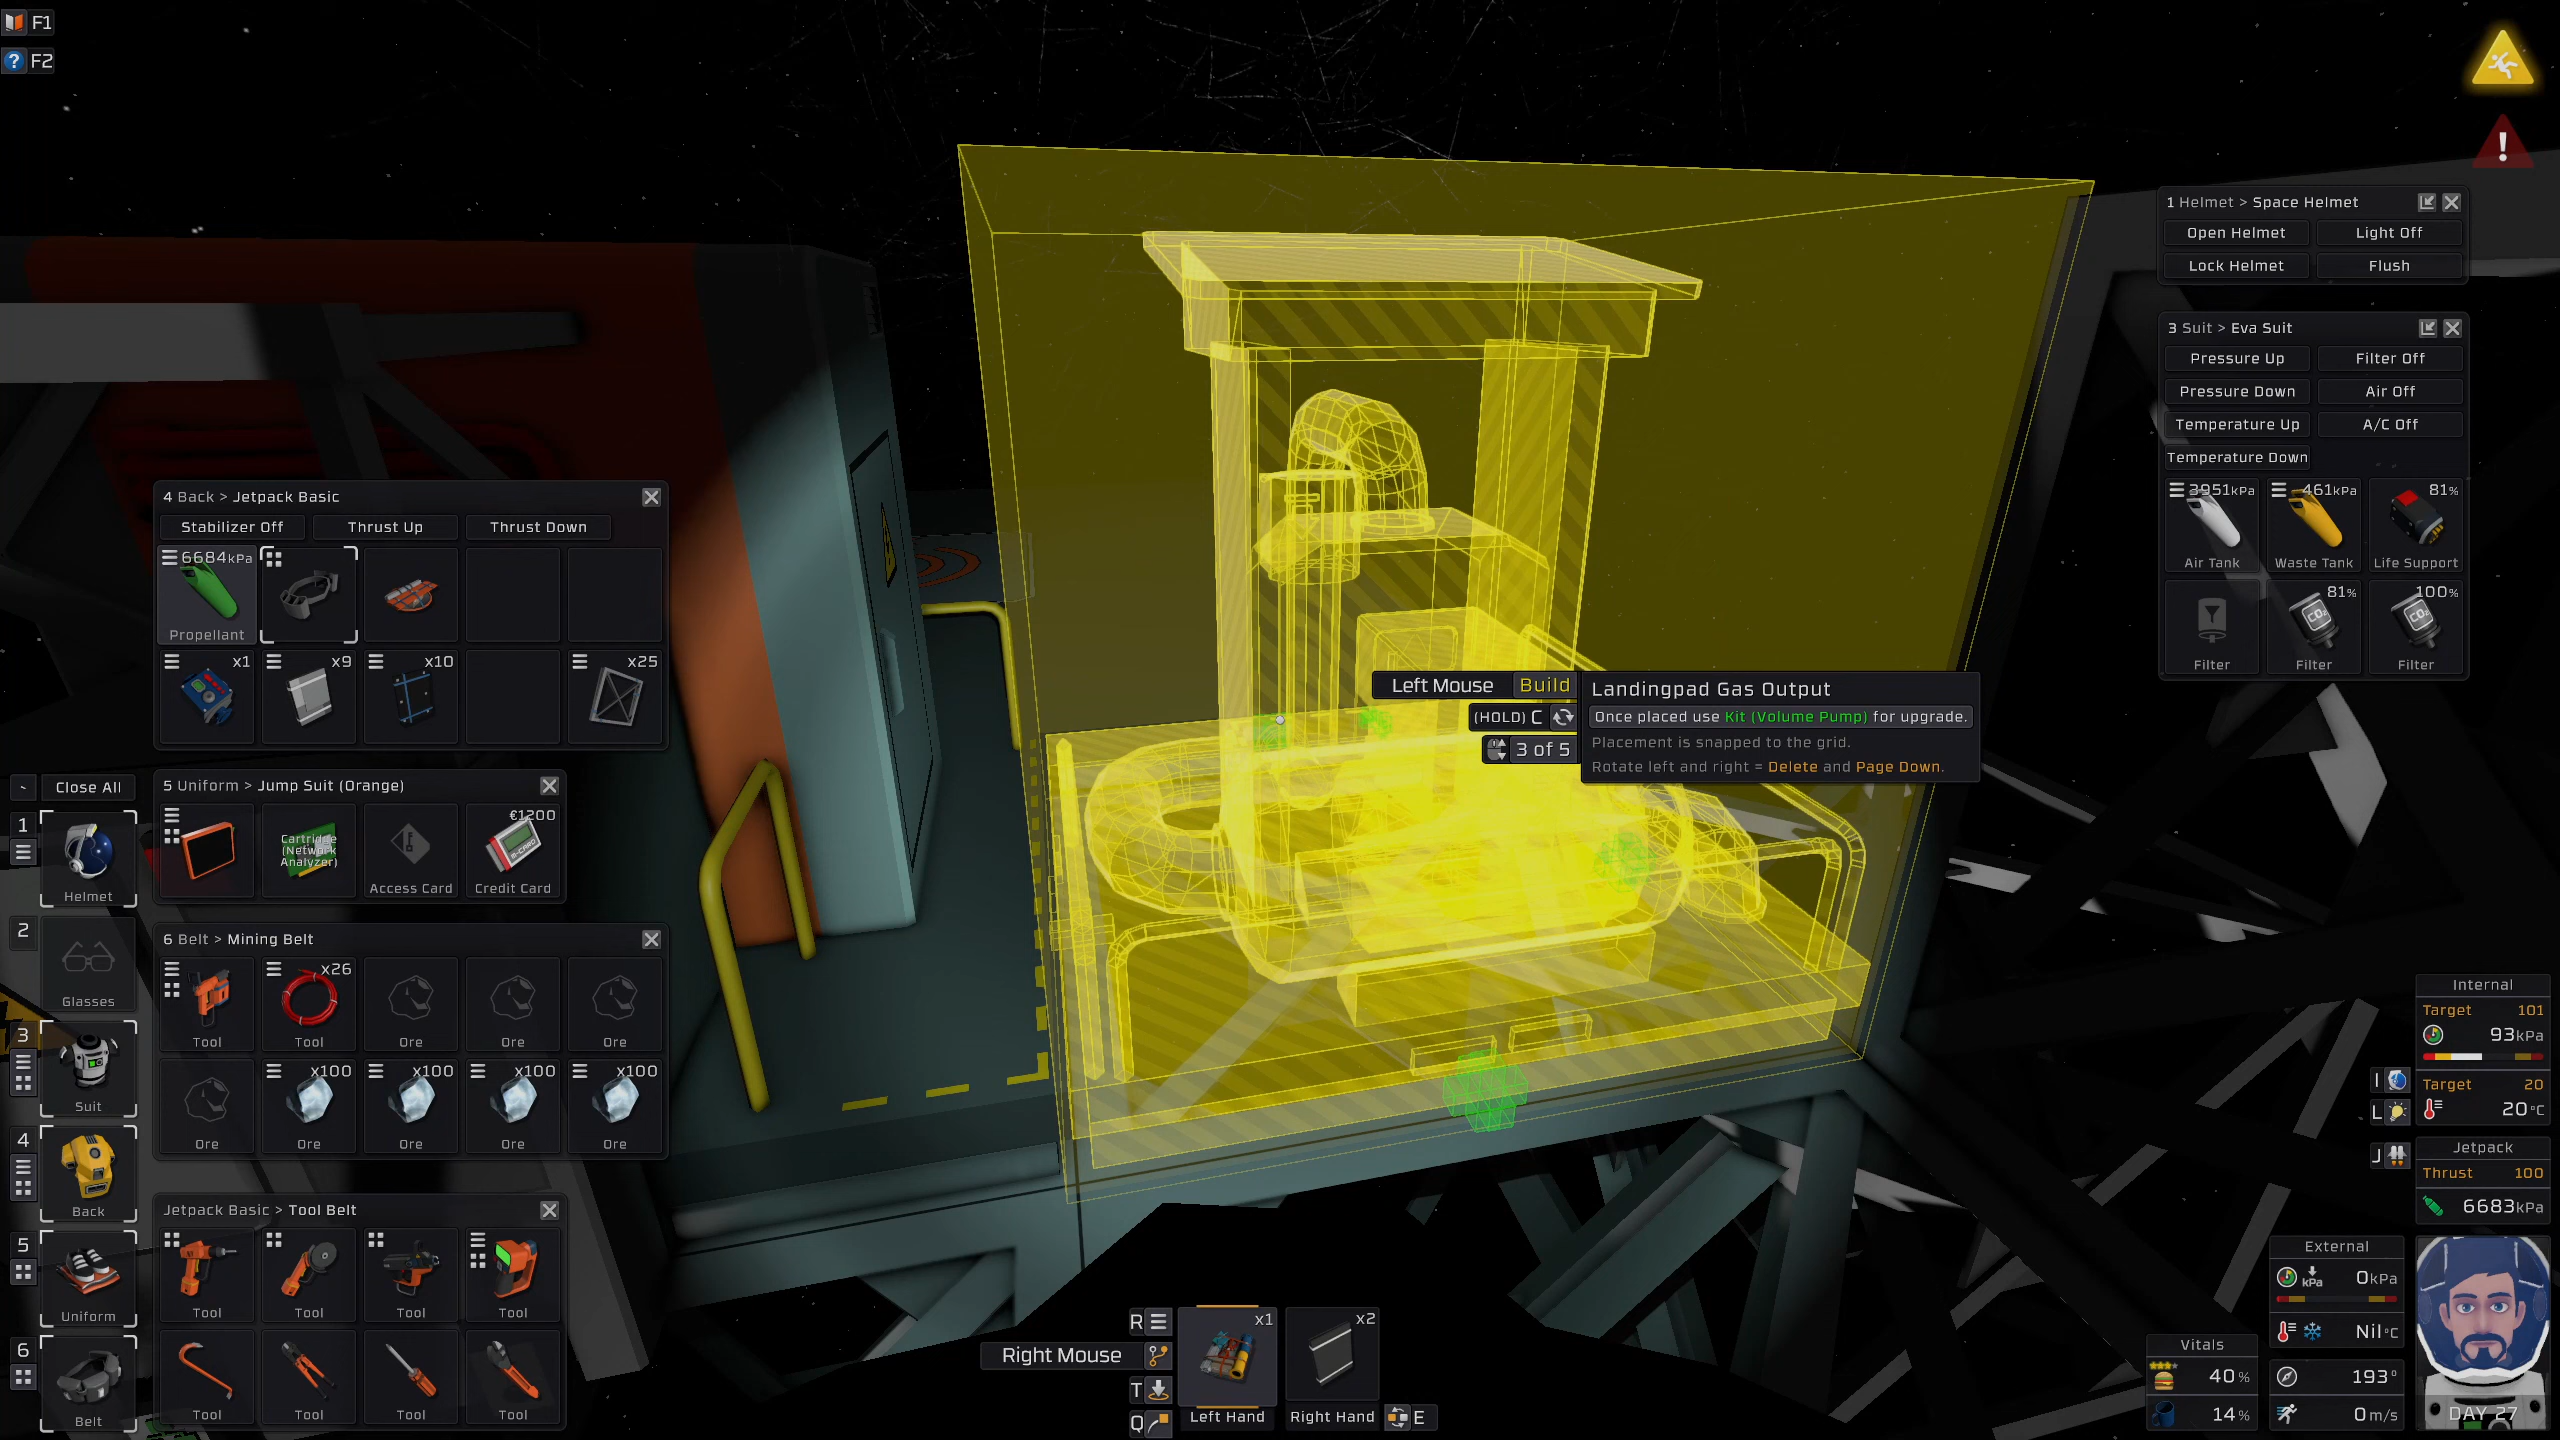 F1
F2
1 Helmet > Space Helmet
Open Helmet
Light Off
Lock Helmet
Flush
3 Suit > Eva Suit
Pressure Up
Filter Off
Pressure Down
Air Off
Temperature Up
A/C Off
Temperature Down
3951kPa
461kPa
81%
Air Tank
Waste Tank
Life Support
81%
100%
Filter
Filter
Filter
4 Back > Jetpack Basic
Stabilizer Off
Thrust Up
Thrust Down
6684kPa
Propellant
x1
x9
x10
x25
Left Mouse
Build
(HOLD) C
3 of 5
Landingpad Gas Output
Once placed use Kit (Volume Pump) for upgrade.
Placement is snapped to the grid.
Rotate left and right = Delete and Page Down.
~
Close All
5 Uniform > Jump Suit (Orange)
€1200
Cartridge
(Network
Analyzer)
Access Card
Credit Card
M-CARD
1
Helmet
2
Glasses
3
Suit
4
Back
5
Uniform
6
Belt
6 Belt > Mining Belt
x26
Tool
Tool
Ore
Ore
Ore
x100
x100
x100
x100
Ore
Ore
Ore
Ore
Ore
Jetpack Basic > Tool Belt
Tool
Tool
Tool
Tool
Tool
Tool
Tool
Tool
R
Right Mouse
T
Q
x1
x2
Left Hand
Right Hand
E
Internal
Target 101
93kPa
Target 20
20°C
I
L
J
Jetpack
Thrust 100
6683kPa
External
kPa
0kPa
Nil°C
Vitals
40%
14%
193°
0m/s
DAY 27